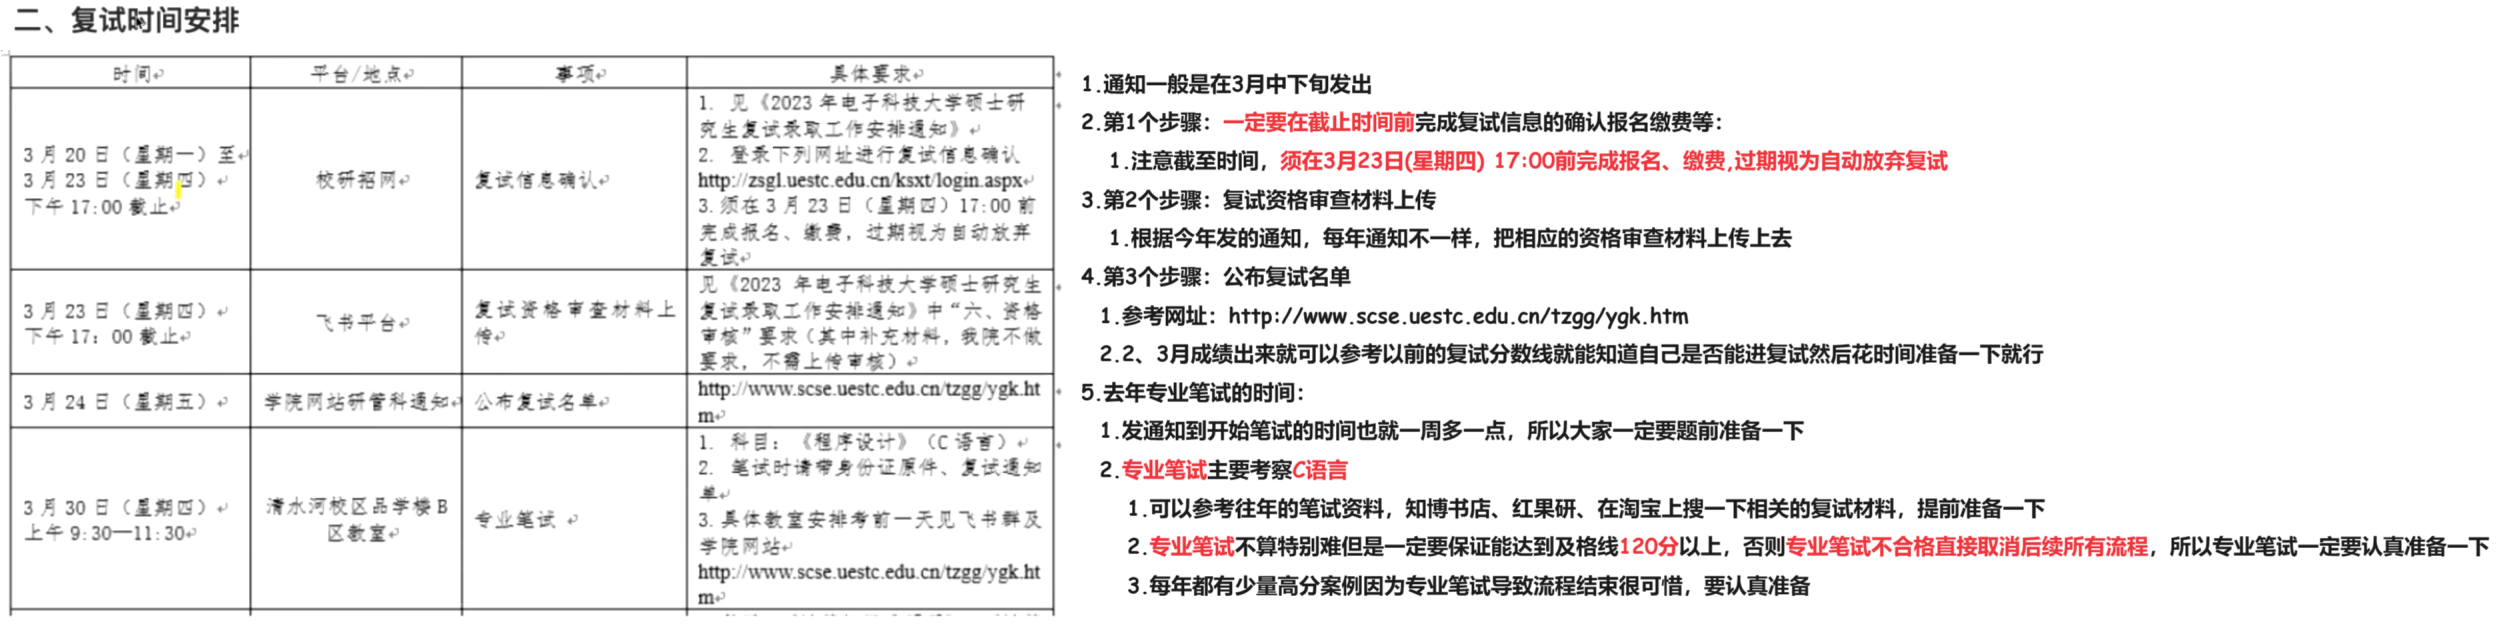 二、复试时间安排
时间 平台/地点 事项 具体要求
3 月 20 日（星期一）至
3 月 23 日（星期四）
下午 17:00 截止
校研招网
复试信息确认
1. 见《2023 年电子科技大学硕士研
究生复试录取工作安排通知》
2. 登录下列网址进行复试信息确认
http://zsgl.uestc.edu.cn/ksxt/login.aspx
3.须在 3 月 23 日（星期四）17:00 前
完成报名、缴费，过期视为自动放弃
复试
3 月 23 日（星期四）
下午 17：00 截止
飞书平台
复试资格审查材料上
传
见《2023 年电子科技大学硕士研究生
复试录取工作安排通知》中“六、资格
审核”要求（其中补充材料，我院不做
要求，不需上传审核）
3 月 24 日（星期五）
学院网站研管科通知
公布复试名单
http://www.scse.uestc.edu.cn/tzgg/ygk.ht
m
3 月 30 日（星期四）
上午 9:30—11:30
清水河校区品学楼 B
区教室
专业笔试
1. 科目：《程序设计》（C 语言）
2. 笔试时请带身份证原件、复试通知
单
3.具体教室安排考前一天见飞书群及
学院网站
http://www.scse.uestc.edu.cn/tzgg/ygk.ht
m
1.通知一般是在3月中下旬发出
2.第1个步骤：一定要在截止时间前完成复试信息的确认报名缴费等：
1.注意截至时间，须在3月23日(星期四) 17:00前完成报名、缴费,过期视为自动放弃复试
3.第2个步骤：复试资格审查材料上传
1.根据今年发的通知，每年通知不一样，把相应的资格审查材料上传上去
4.第3个步骤：公布复试名单
1.参考网址：http://www.scse.uestc.edu.cn/tzgg/ygk.htm
2.2、3月成绩出来就可以参考以前的复试分数线就能知道自己是否能进复试然后花时间准备一下就行
5.去年专业笔试的时间：
1.发通知到开始笔试的时间也就一周多一点，所以大家一定要题前准备一下
2.专业笔试主要考察C语言
1.可以参考往年的笔试资料，知博书店、红果研、在淘宝上搜一下相关的复试材料，提前准备一下
2.专业笔试不算特别难但是一定要保证能达到及格线120分以上，否则专业笔试不合格直接取消后续所有流程，所以专业笔试一定要认真准备一下
3.每年都有少量高分案例因为专业笔试导致流程结束很可惜，要认真准备